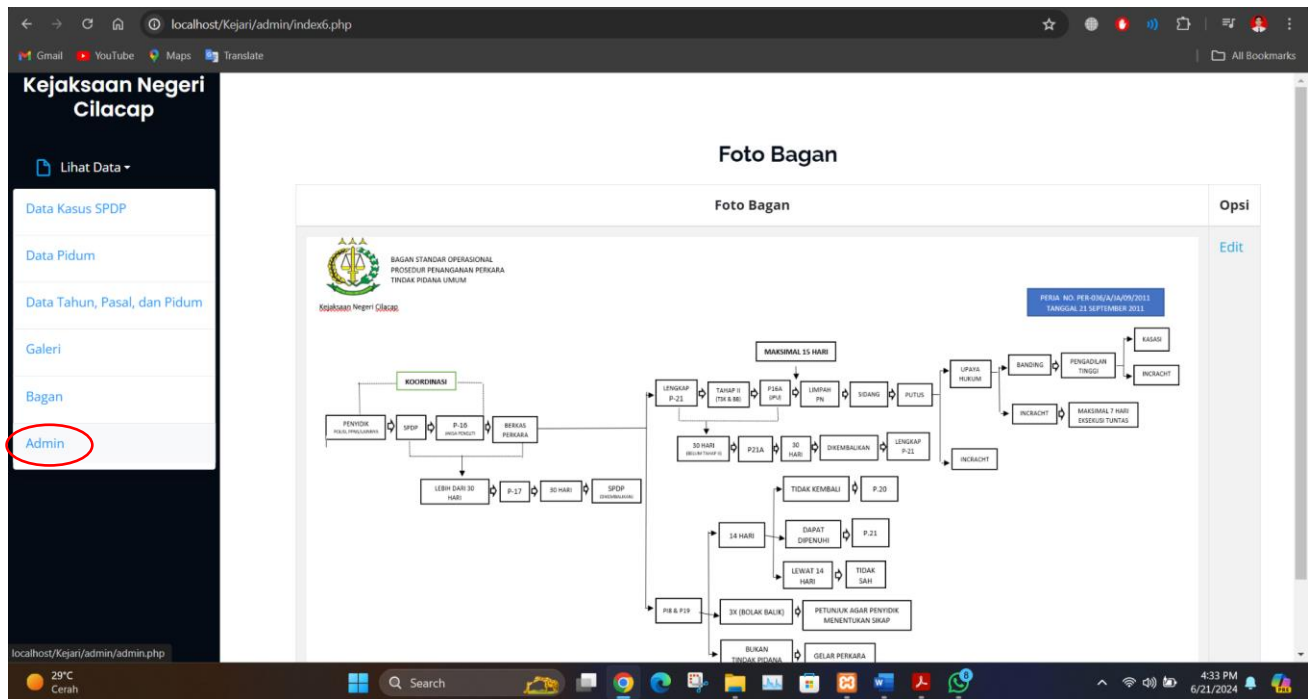 localhost/Kejari/admin/index6.php
Gmail
YouTube
Maps
Translate
All Bookmarks
Kejaksaan Negeri
Cilacap
Lihat Data
Data Kasus SPDP
Data Pidum
Data Tahun, Pasal, dan Pidum
Galeri
Bagan
Admin
localhost/Kejari/admin/admin.php
Foto Bagan
Foto Bagan
Opsi
Edit
BAGAN STANDAR OPERASIONAL
PROSEDUR PENANGANAN PERKARA
TINDAK PIDANA UMUM
Kejaksaan Negeri Cilacap
PERJA NO. PER-036/A/JA/09/2011
TANGGAL 21 SEPTEMBER 2011
KOORDINASI
PENYIDIK
SPDP
P-16
BERKAS
PERKARA
LEBIH DARI 30
HARI
P-17
30 HARI
SPDP
MAKSIMAL 15 HARI
LENGKAP
P-21
TAHAP II
(TSK & BB)
P16A
(JPU)
LIMPAH
PN
SIDANG
PUTUS
30 HARI
(BELUM TAHAP II)
P21A
30
HARI
DIKEMBALIKAN
LENGKAP
P-21
UPAYA
HUKUM
BANDING
PENGADILAN
TINGGI
KASASI
INCRACHT
INCRACHT
MAKSIMAL 7 HARI
EKSEKUSI TUNTAS
INCRACHT
PI8 & P19
14 HARI
TIDAK KEMBALI
P.20
DAPAT
DIPENUHI
P.21
LEWAT 14
HARI
TIDAK
SAH
3X (BOLAK BALIK)
PETUNJUK AGAR PENYIDIK
MENENTUKAN SIKAP
BUKAN
TINDAK PIDANA
GELAR PERKARA
29°C
Cerah
Search
4:33 PM
6/21/2024